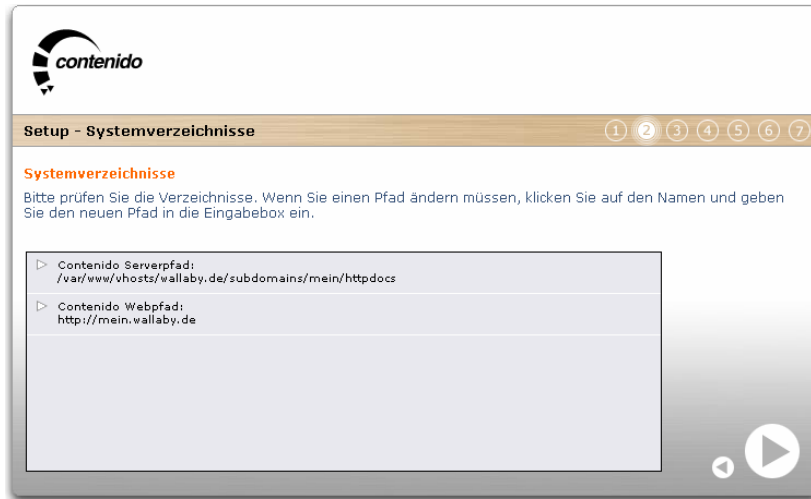 contenido
Setup - Systemverzeichnisse
1 2 3 4 5 6 7
Systemverzeichnisse
Bitte prüfen Sie die Verzeichnisse. Wenn Sie einen Pfad ändern müssen, klicken Sie auf den Namen und geben
Sie den neuen Pfad in die Eingabebox ein.
Contenido Serverpfad:
/var/www/vhosts/wallaby.de/subdomains/mein/httpdocs
Contenido Webpfad:
http://mein.wallaby.de